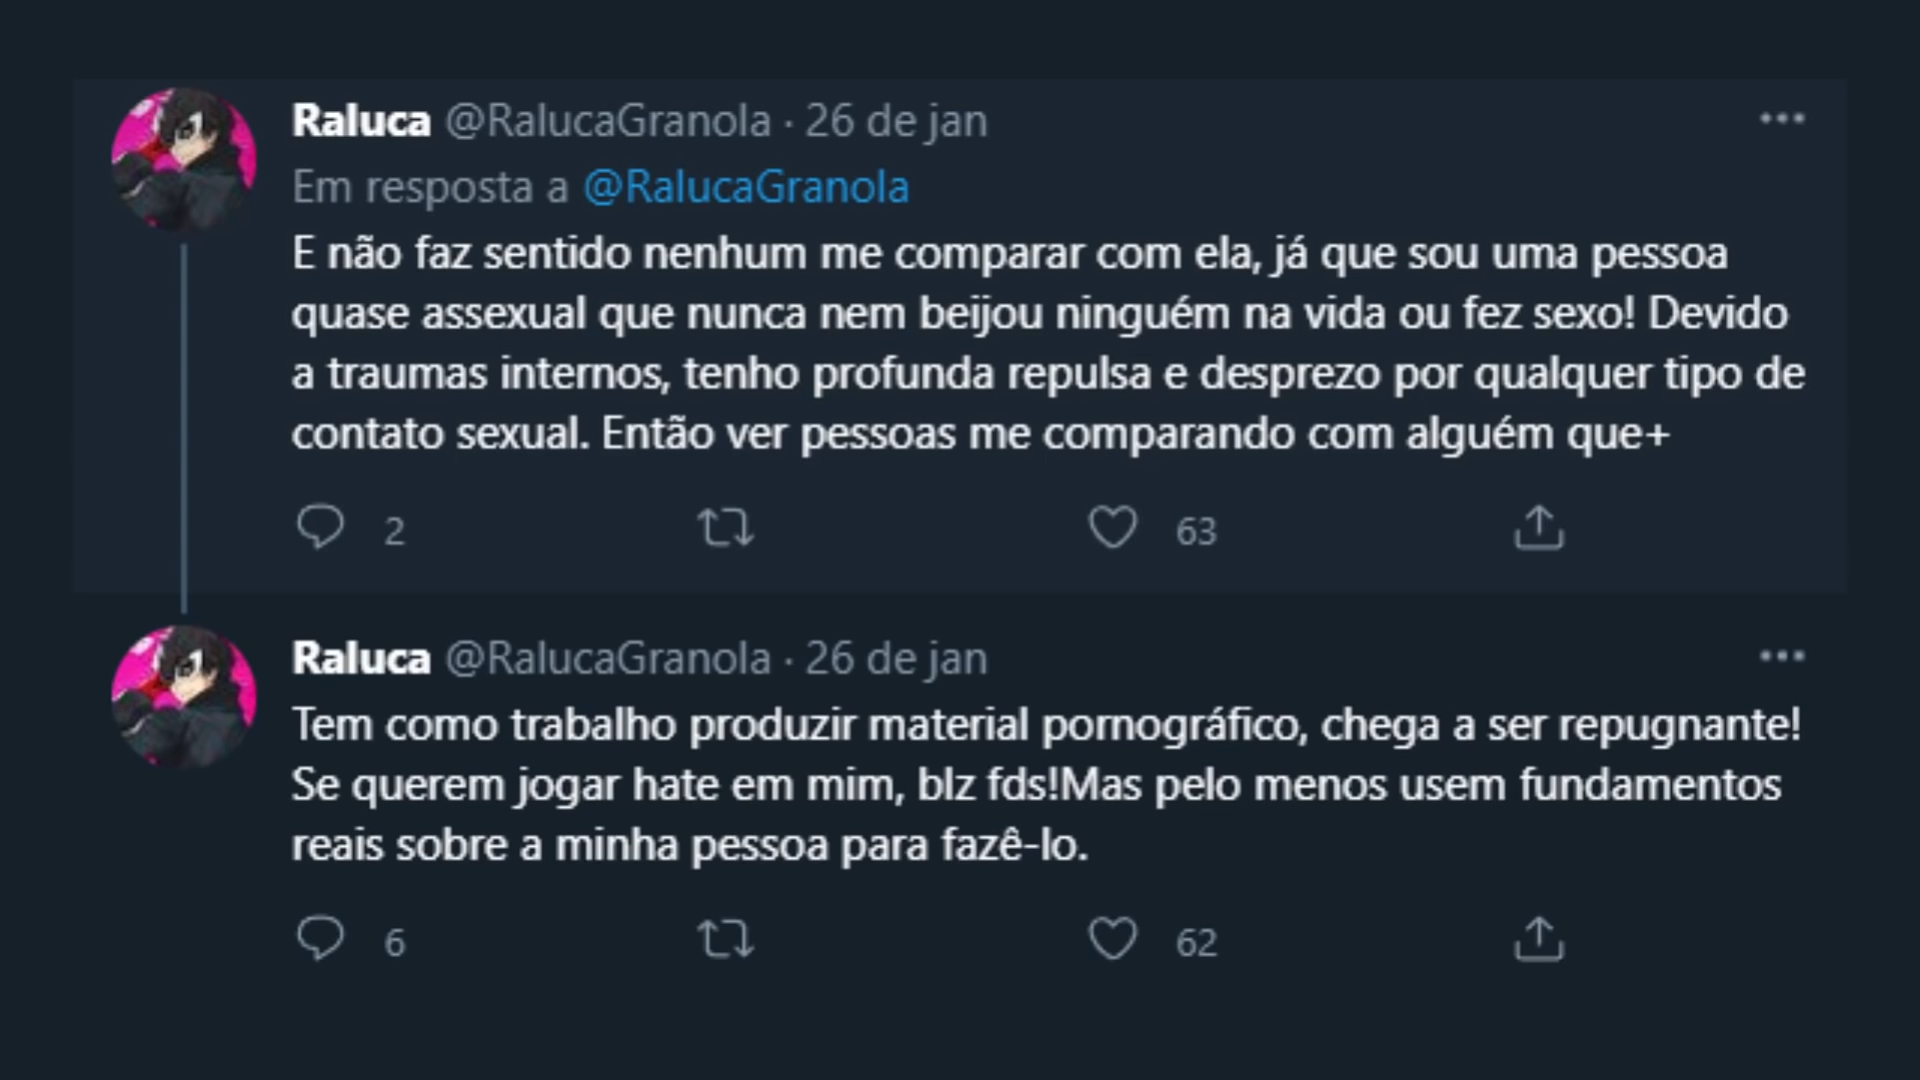 Raluca @RalucaGranola · 26 de jan
Em resposta a @RalucaGranola
E não faz sentido nenhum me comparar com ela, já que sou uma pessoa
quase assexual que nunca nem beijou ninguém na vida ou fez sexo! Devido
a traumas internos, tenho profunda repulsa e desprezo por qualquer tipo de
contato sexual. Então ver pessoas me comparando com alguém que+
2 63
Raluca @RalucaGranola · 26 de jan
Tem como trabalho produzir material pornográfico, chega a ser repugnante!
Se querem jogar hate em mim, blz fds!Mas pelo menos usem fundamentos
reais sobre a minha pessoa para fazê-lo.
6 62